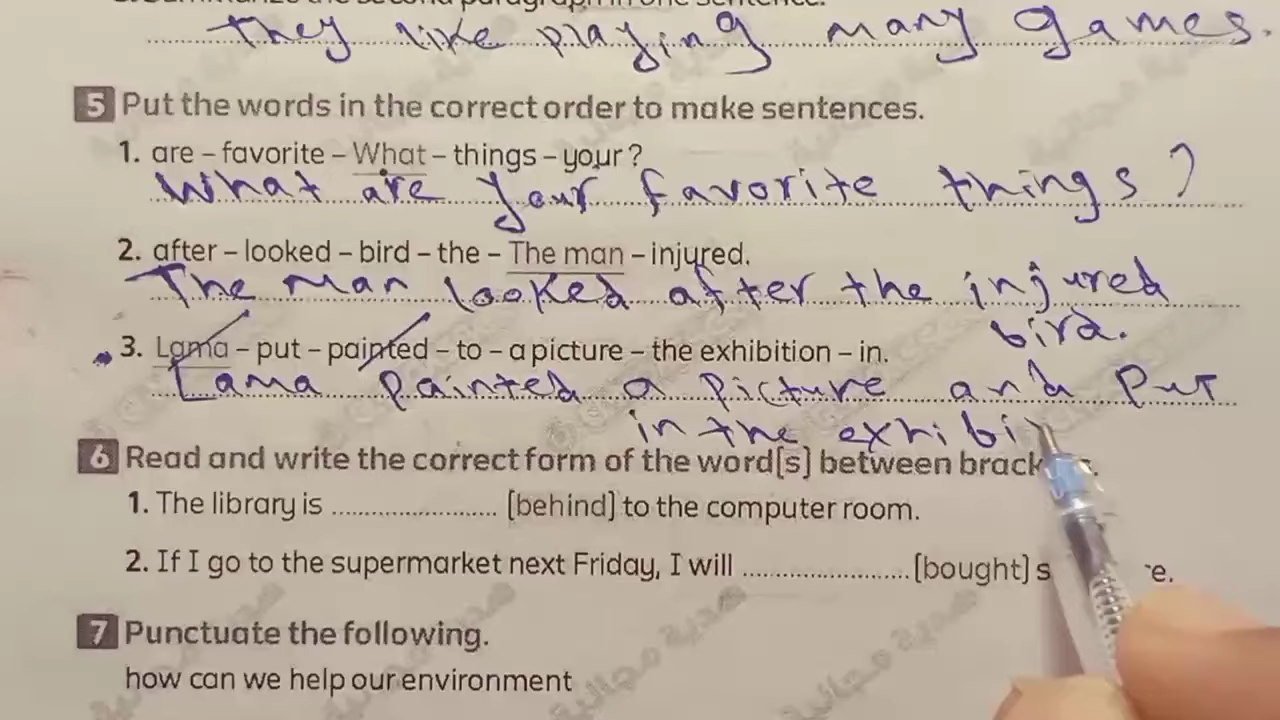 they like playing many games.
5 Put the words in the correct order to make sentences.
1. are – favorite – What – things – your?
What are your favorite things?
2. after – looked – bird – the – The man – injured.
The man looked after the injured
bird.
3. Lama – put – painted – to – a picture – the exhibition – in.
Lama painted a picture and put
in the exhibi
6 Read and write the correct form of the word[s] between
1. The library is ........................ [behind] to the computer room.
2. If I go to the supermarket next Friday, I will ........................ [bought]
7 Punctuate the following.
how can we help our environment